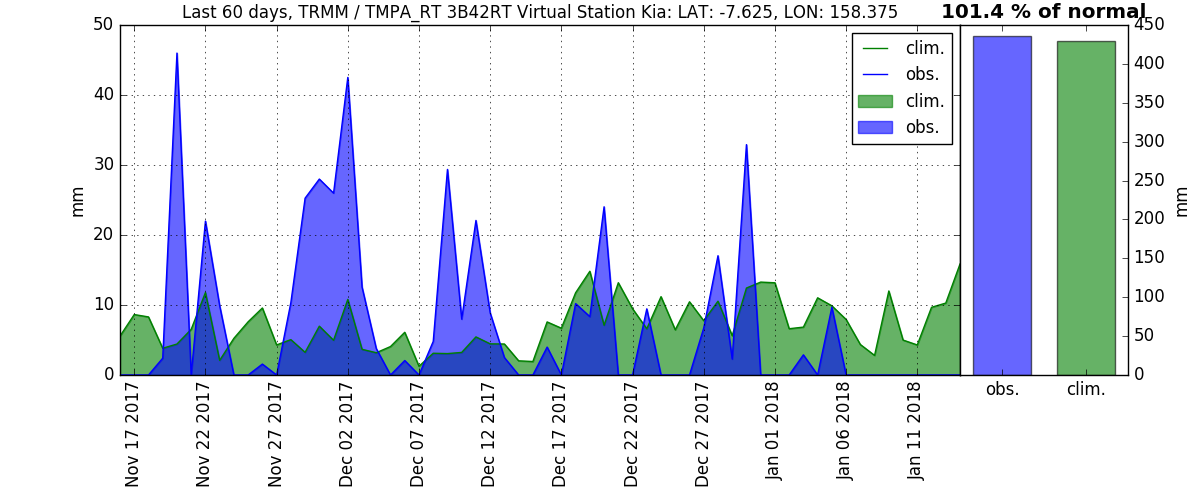 Last 60 days, TRMM / TMPA_RT 3B42RT Virtual Station Kia: LAT: -7.625, LON: 158.375
101.4 % of normal
50
40
30
20
10
0
mm
clim.
obs.
clim.
obs.
450
400
350
300
250
200
150
100
50
0
mm
obs.
clim.
Nov 17 2017
Nov 22 2017
Nov 27 2017
Dec 02 2017
Dec 07 2017
Dec 12 2017
Dec 17 2017
Dec 22 2017
Dec 27 2017
Jan 01 2018
Jan 06 2018
Jan 11 2018